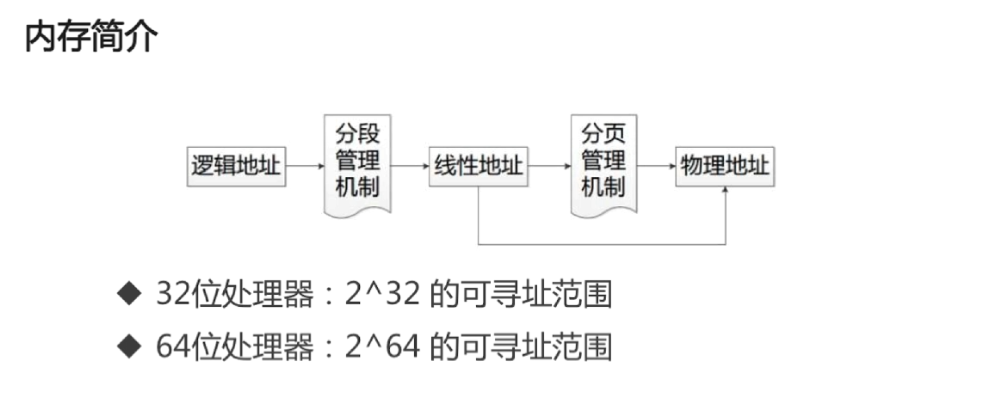 内存简介
逻辑地址
分段
管理
机制
线性地址
分页
管理
机制
物理地址
◆ 32位处理器：2^32 的可寻址范围
◆ 64位处理器：2^64 的可寻址范围